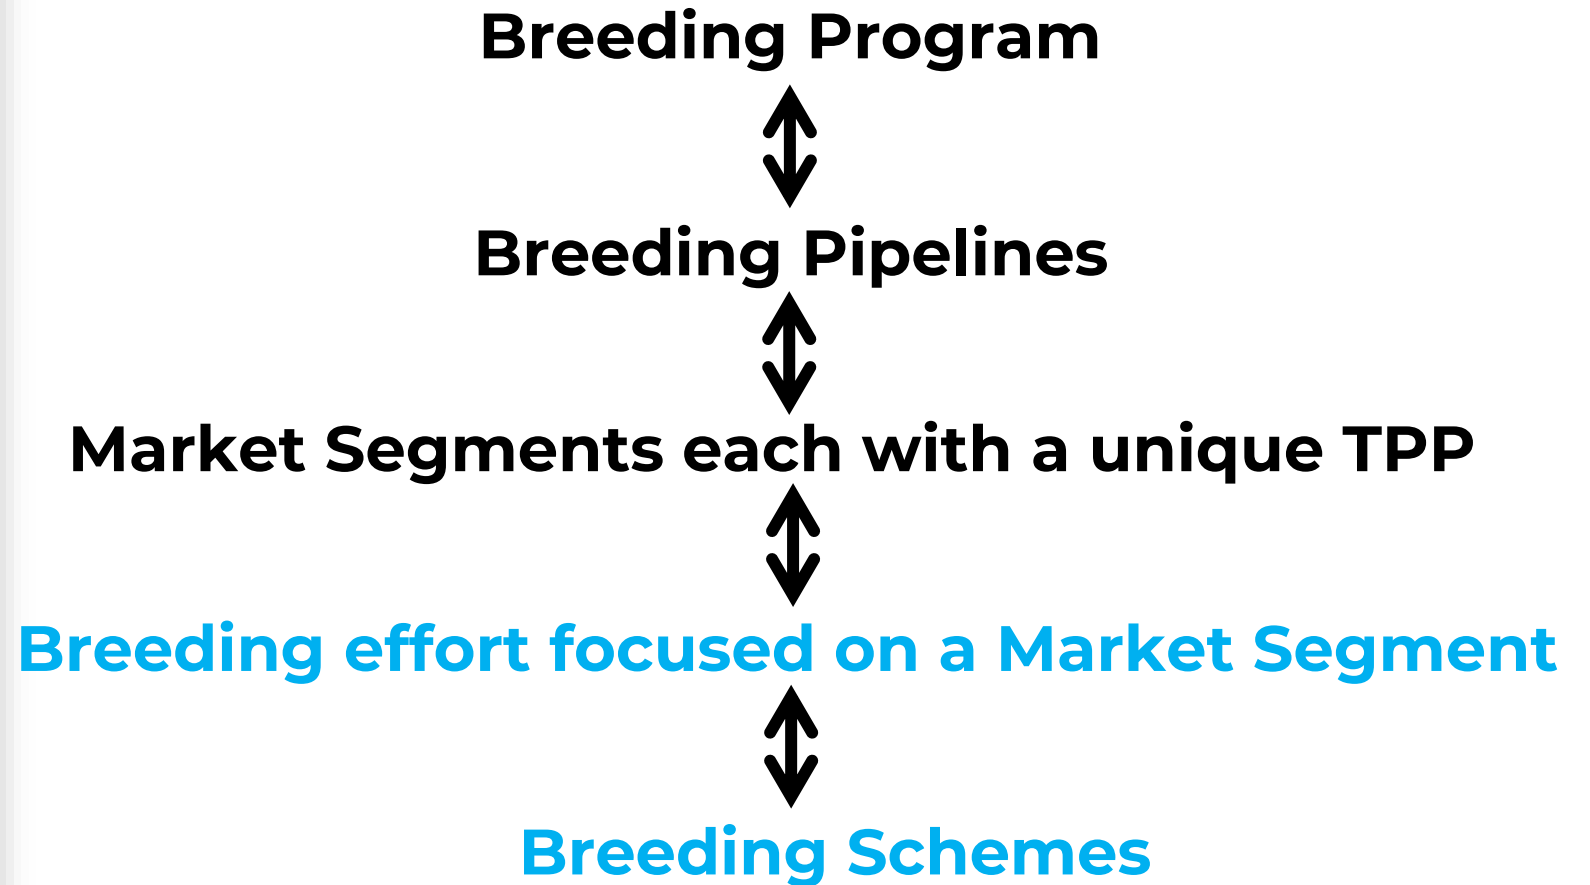 Breeding Program
Breeding Pipelines
Market Segments each with a unique TPP
Breeding effort focused on a Market Segment
Breeding Schemes